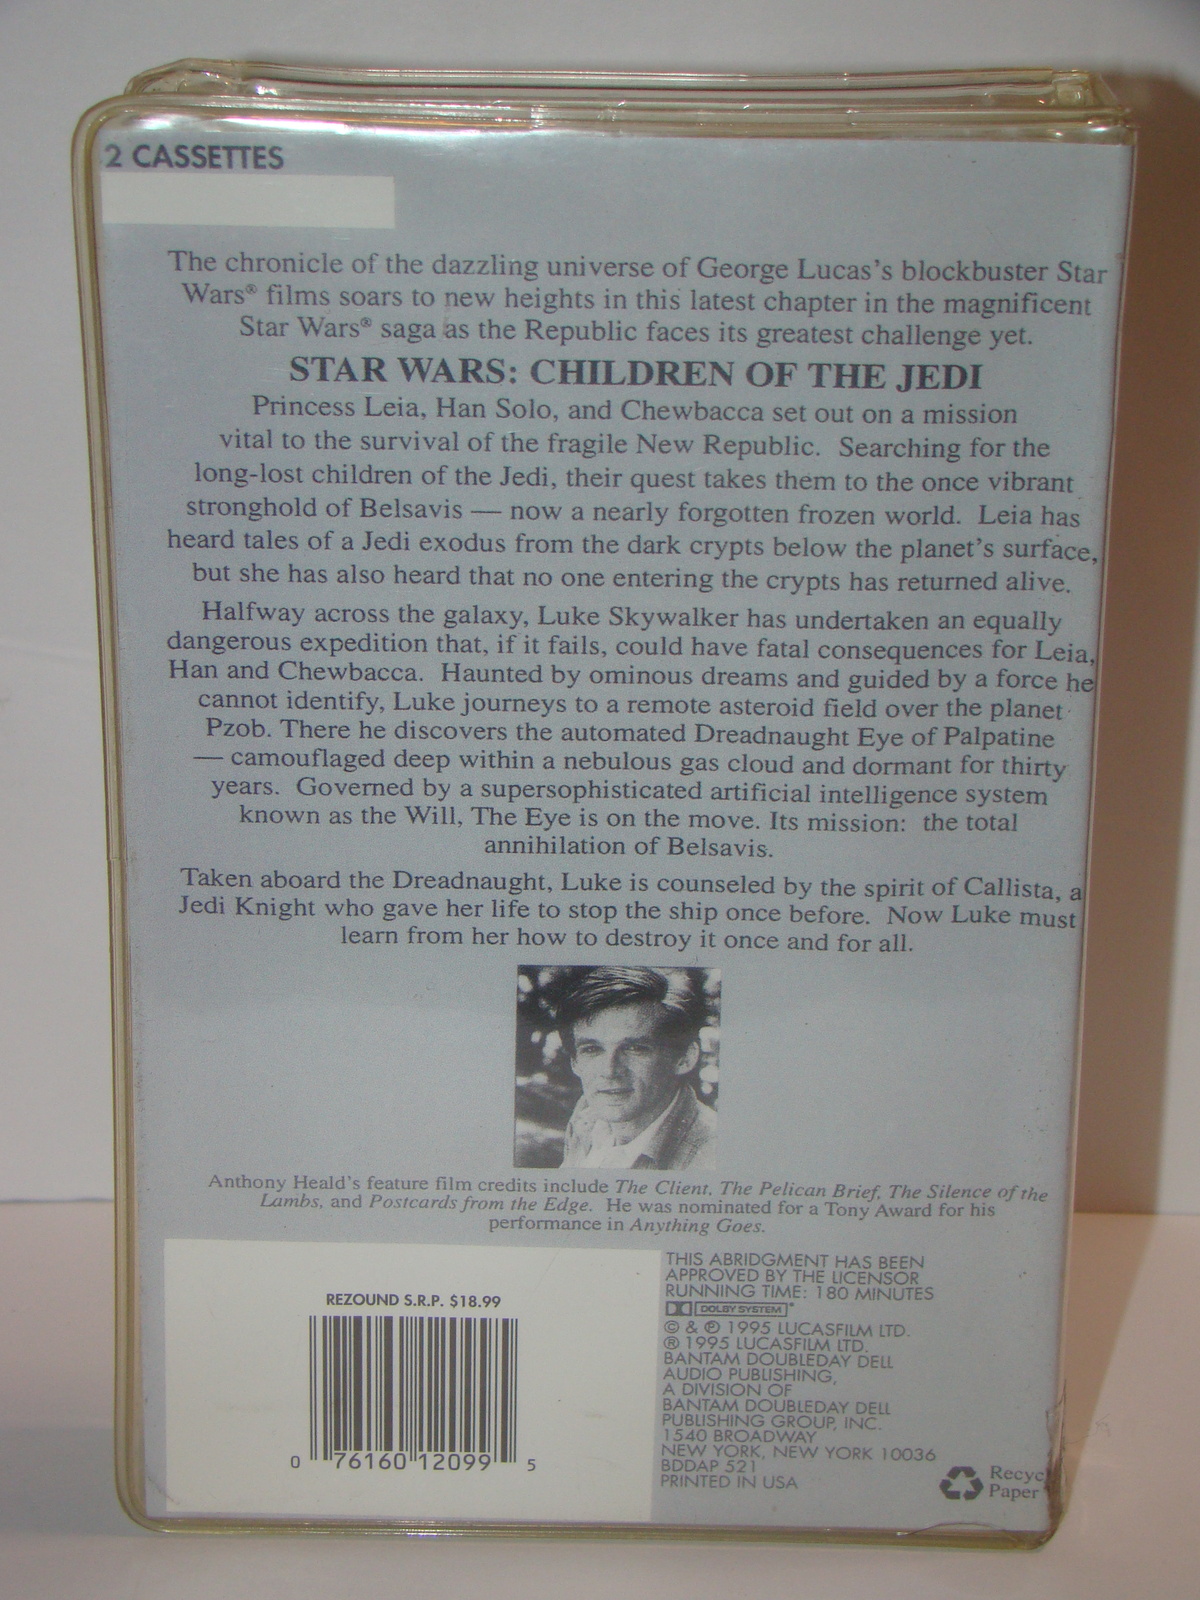 2 CASSETTES
The chronicle of the dazzling universe of George Lucas's blockbuster Star
Wars® films soars to new heights in this latest chapter in the magnificent
Star Wars® saga as the Republic faces its greatest challenge yet.
STAR WARS: CHILDREN OF THE JEDI
Princess Leia, Han Solo, and Chewbacca set out on a mission
vital to the survival of the fragile New Republic. Searching for the
long-lost children of the Jedi, their quest takes them to the once vibrant
stronghold of Belsavis — now a nearly forgotten frozen world. Leia has
heard tales of a Jedi exodus from the dark crypts below the planet's surface,
but she has also heard that no one entering the crypts has returned alive.
Halfway across the galaxy, Luke Skywalker has undertaken an equally
dangerous expedition that, if it fails, could have fatal consequences for Leia,
Han and Chewbacca. Haunted by ominous dreams and guided by a force he
cannot identify, Luke journeys to a remote asteroid field over the planet
Pzob. There he discovers the automated Dreadnaught Eye of Palpatine
— camouflaged deep within a nebulous gas cloud and dormant for thirty
years. Governed by a supersophisticated artificial intelligence system
known as the Will, The Eye is on the move. Its mission: the total
annihilation of Belsavis.
Taken aboard the Dreadnaught, Luke is counseled by the spirit of Callista, a
Jedi Knight who gave her life to stop the ship once before. Now Luke must
learn from her how to destroy it once and for all.
Anthony Heald's feature film credits include The Client, The Pelican Brief, The Silence of the
Lambs, and Postcards from the Edge. He was nominated for a Tony Award for his
performance in Anything Goes.
REZOUND S.R.P. $18.99
0 76160 12099 5
THIS ABRIDGMENT HAS BEEN
APPROVED BY THE LICENSOR
RUNNING TIME: 180 MINUTES
DOLBY SYSTEM®
© & ℗ 1995 LUCASFILM LTD.
® 1995 LUCASFILM LTD.
BANTAM DOUBLEDAY DELL
AUDIO PUBLISHING,
A DIVISION OF
BANTAM DOUBLEDAY DELL
PUBLISHING GROUP, INC.
1540 BROADWAY
NEW YORK, NEW YORK 10036
BDDAP 521
PRINTED IN USA
Recyc
Paper